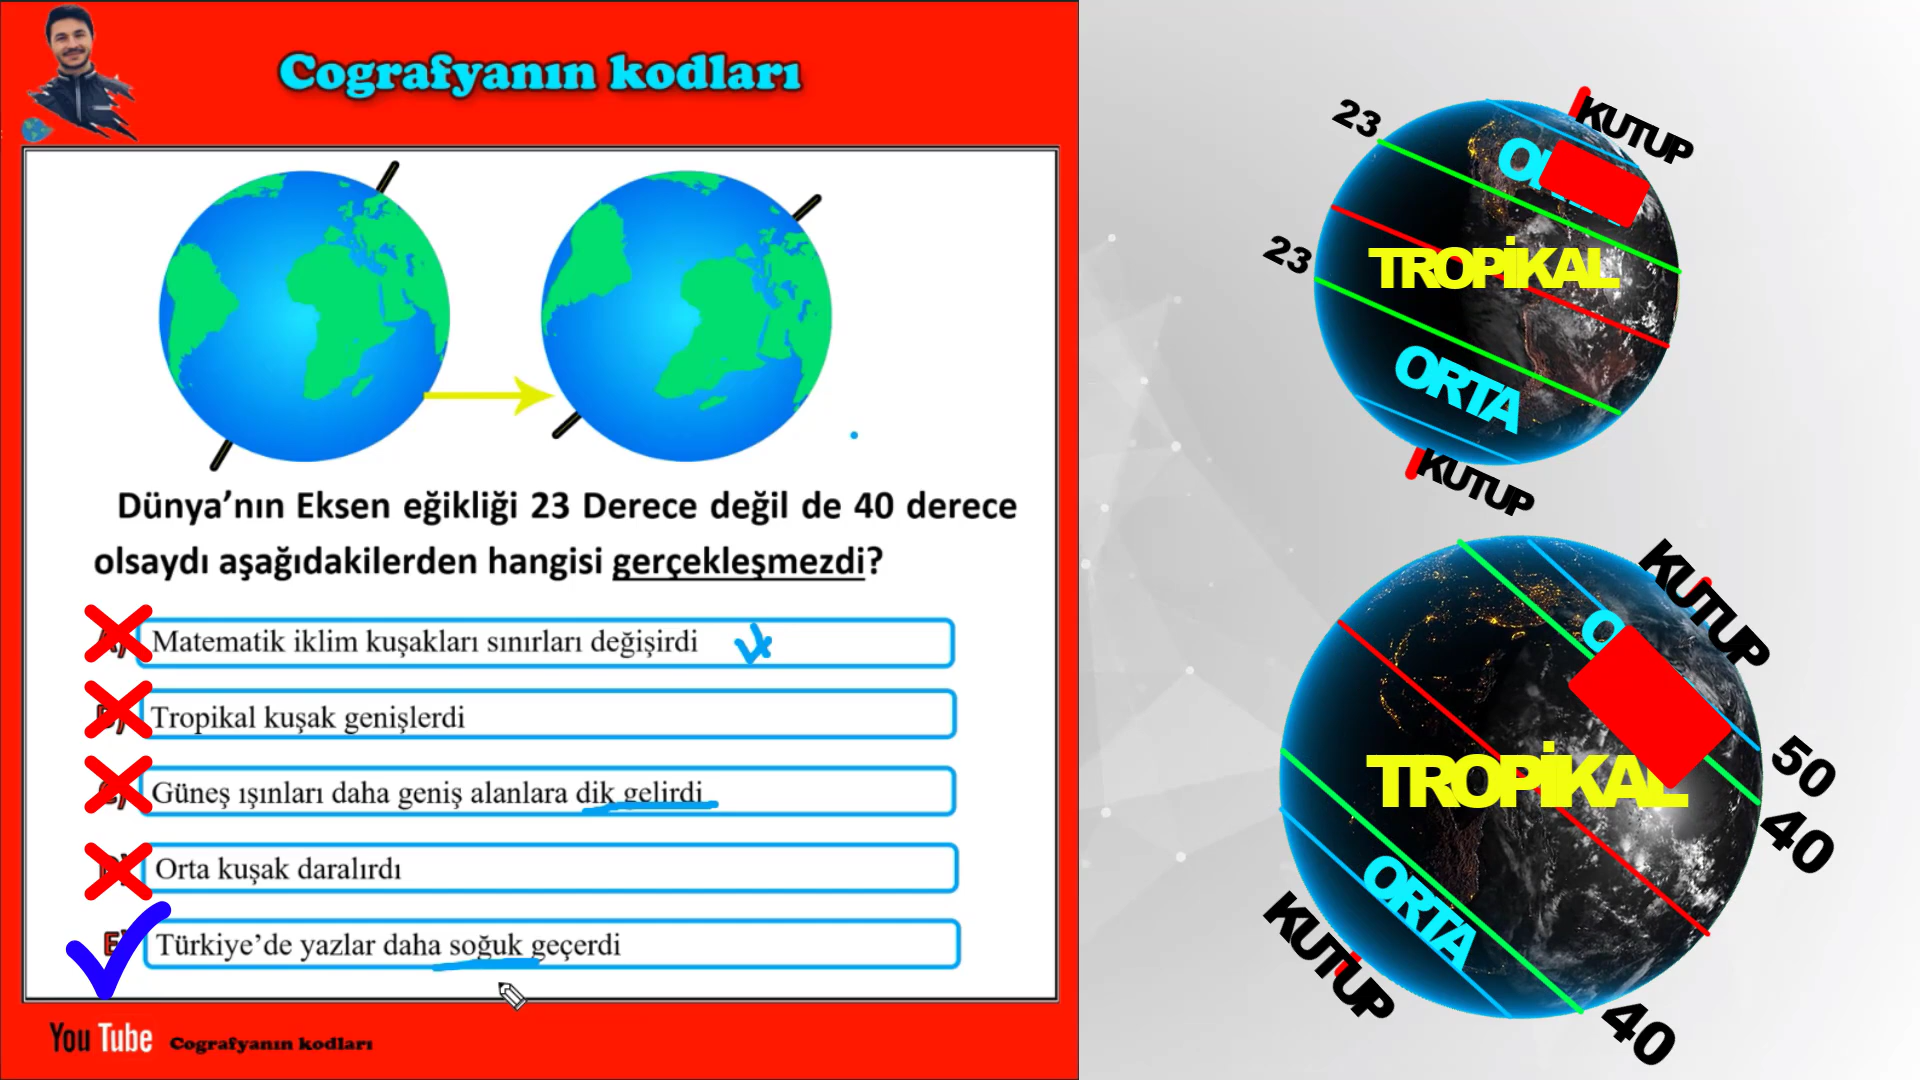 Cografyanın kodları
Dünya’nın Eksen eğikliği 23 Derece değil de 40 derece
olsaydı aşağıdakilerden hangisi gerçekleşmezdi?
Matematik iklim kuşakları sınırları değişirdi
Tropikal kuşak genişlerdi
Güneş ışınları daha geniş alanlara dik gelirdi
Orta kuşak daralırdı
E) Türkiye’de yazlar daha soğuk geçerdi
You Tube Cografyanın kodları
23
KUTUP
23
TROPİKAL
ORTA
KUTUP
KUTUP
50
TROPİKAL
40
ORTA
KUTUP
40